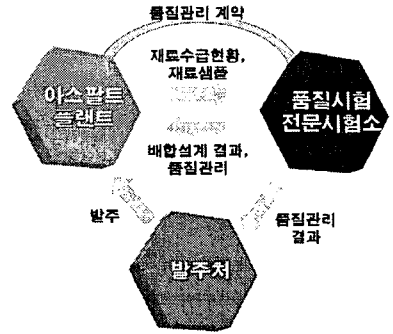 품질관리 계약
재료수급현황,
재료샘플
아스팔트
플랜트
품질시험
전문시험소
배합설계 결과,
품질관리
발주
품질관리
결과
발주처